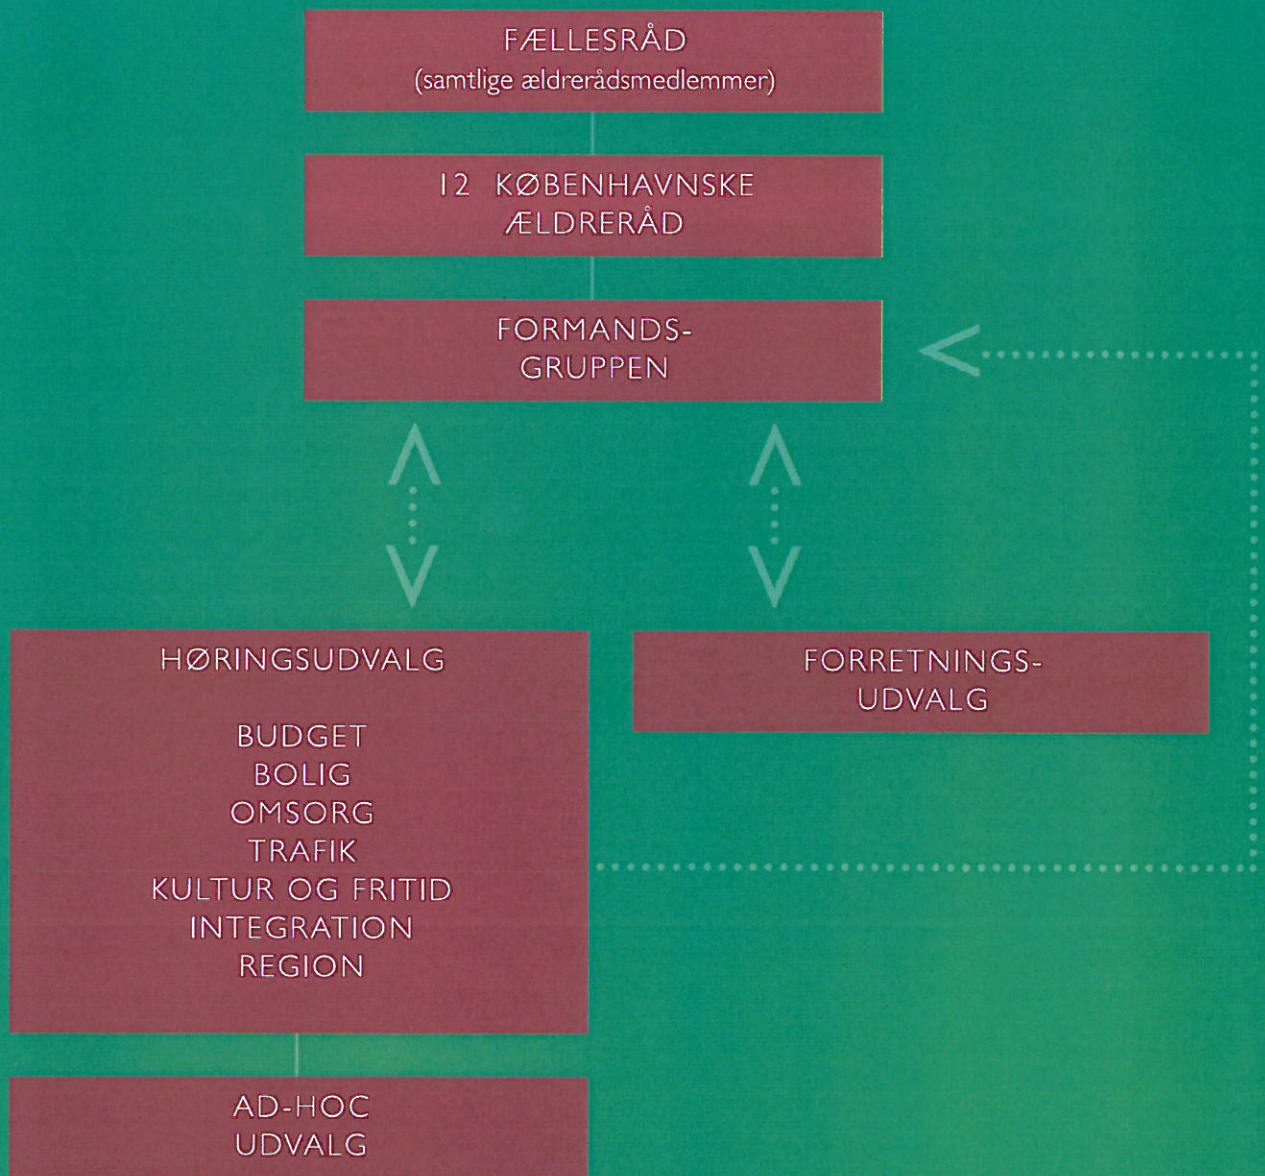 FÆLLESRÅD
(samtlige ældrerådsmedlemmer)
12 KØBENHAVNSKE
ÆLDRERÅD
FORMANDS-
GRUPPEN
HØRINGSUDVALG
BUDGET
BOLIG
OMSORG
TRAFIK
KULTUR OG FRITID
INTEGRATION
REGION
FORRETNINGS-
UDVALG
AD-HOC
UDVALG